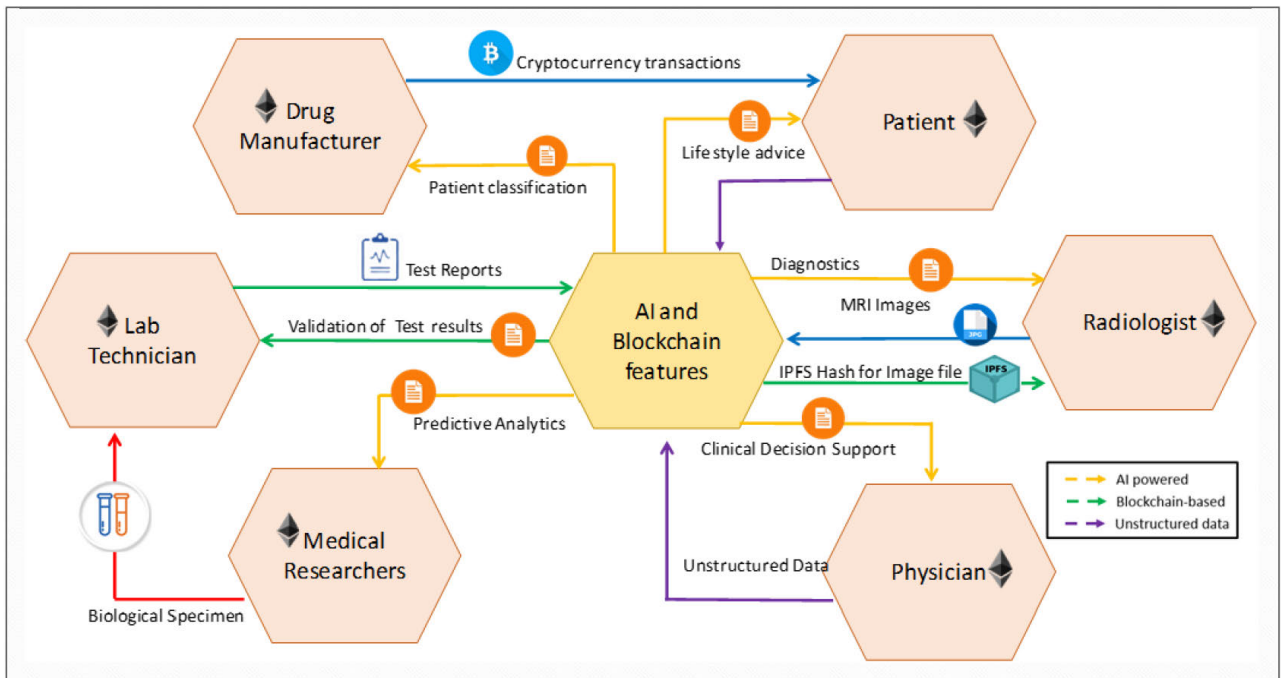 Cryptocurrency transactions
Drug
Manufacturer
Patient
Life style advice
Patient classification
Test Reports
Diagnostics
MRI Images
JPG
AI and
Blockchain
features
Lab
Technician
Validation of Test results
Radiologist
IPFS Hash for Image file
IPFS
Predictive Analytics
Clinical Decision Support
AI powered
Blockchain-based
Unstructured data
Medical
Researchers
Unstructured Data
Physician
Biological Specimen